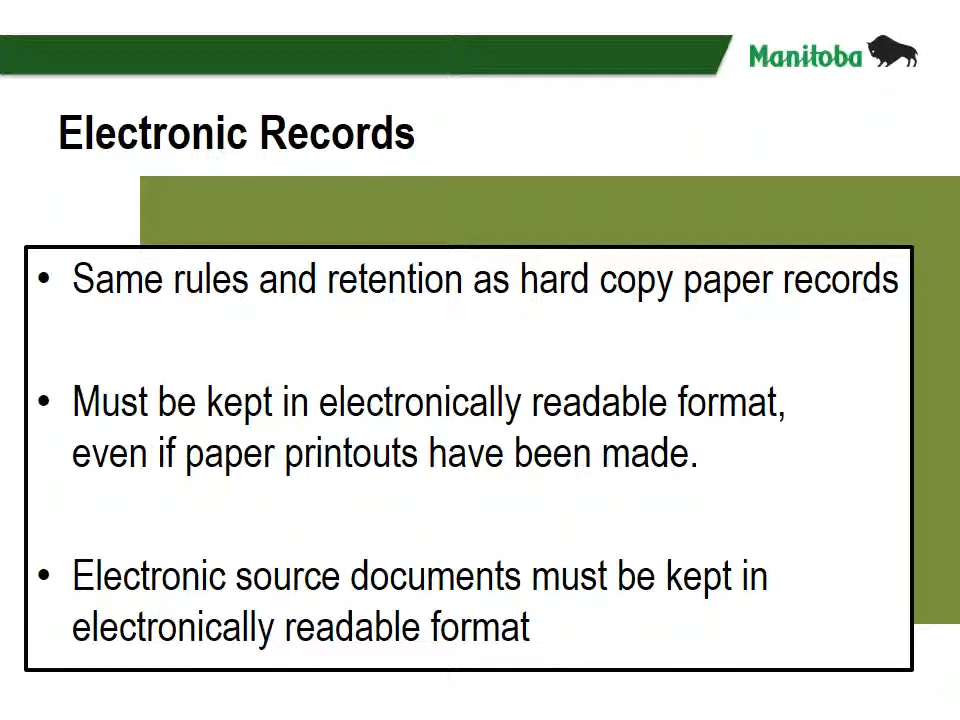 Manitoba
Electronic Records
• Same rules and retention as hard copy paper records
• Must be kept in electronically readable format,
even if paper printouts have been made.
• Electronic source documents must be kept in
electronically readable format